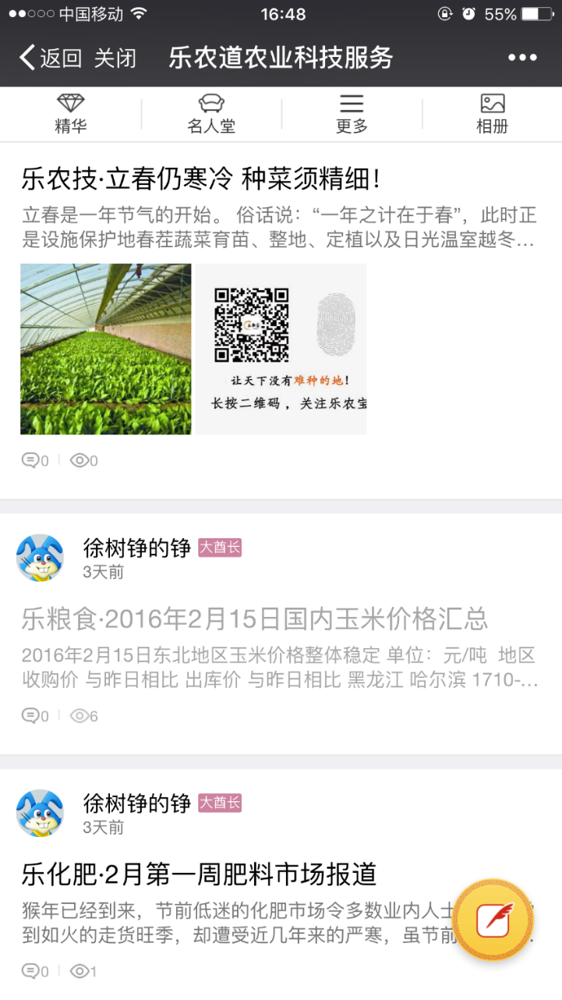 中国移动 16:48 55%
返回 关闭 乐农道农业科技服务
精华 名人堂 更多 相册
乐农技·立春仍寒冷 种菜须精细！
立春是一年节气的开始。 俗话说：“一年之计在于春”，此时正
是设施保护地春茬蔬菜育苗、整地、定植以及日光温室越冬...
让天下没有难种的地！
长按二维码，关注乐农宝
0 0
徐树铮的铮 大酋长
3天前
乐粮食·2016年2月15日国内玉米价格汇总
2016年2月15日东北地区玉米价格整体稳定 单位：元/吨 地区
收购价 与昨日相比 出库价 与昨日相比 黑龙江 哈尔滨 1710-...
0 6
徐树铮的铮 大酋长
3天前
乐化肥·2月第一周肥料市场报道
猴年已经到来，节前低迷的化肥市场令多数业内人士
到如火的走货旺季，却遭受近几年来的严寒，虽节前
0 1